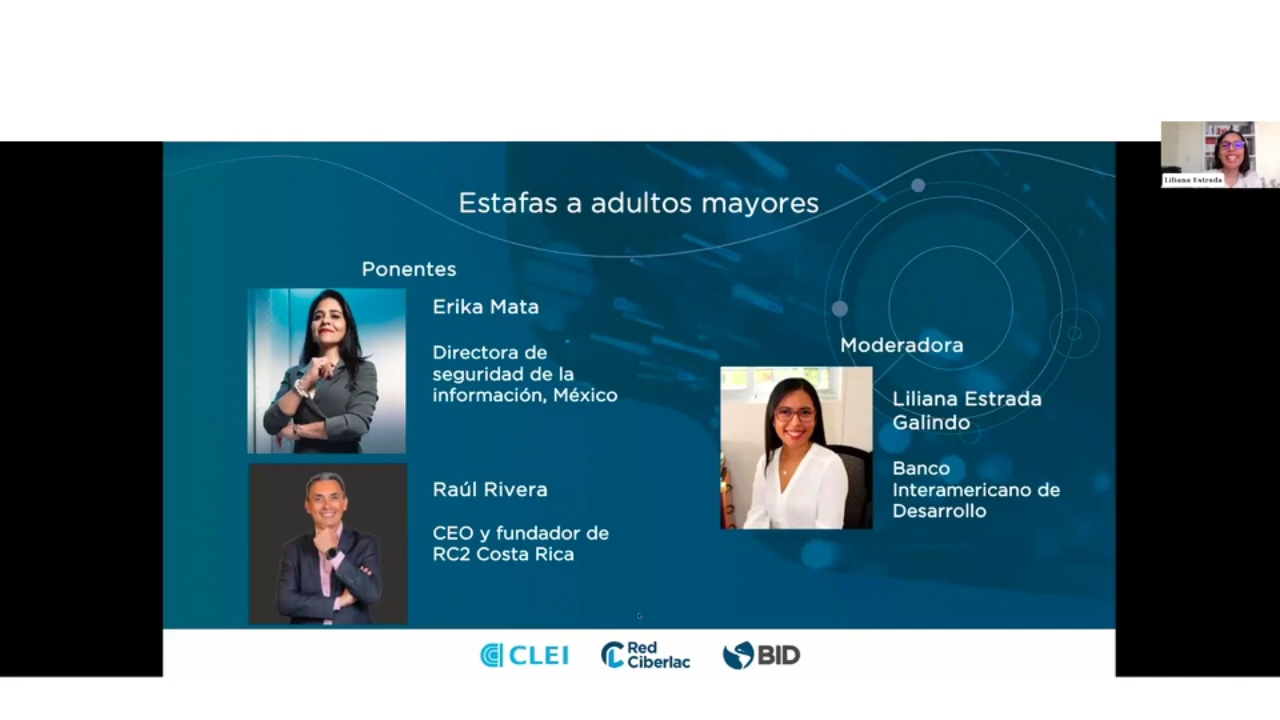 Estafas a adultos mayores
Ponentes
Erika Mata
Directora de
seguridad de la
información, México
Raúl Rivera
CEO y fundador de
RC2 Costa Rica
Moderadora
Liliana Estrada
Galindo
Banco
Interamericano de
Desarrollo
Liliana Estrada
CLEI
Red
Ciberlac
BID